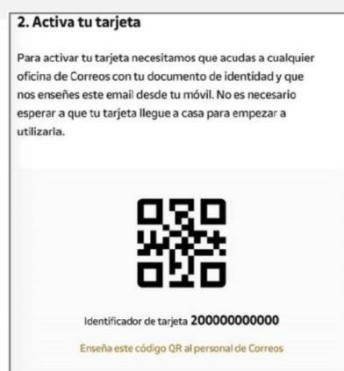 2. Activa tu tarjeta
Para activar tu tarjeta necesitamos que acudas a cualquier
oficina de Correos con tu documento de identidad y que
nos enseñes este email desde tu móvil. No es necesario
esperar a que tu tarjeta llegue a casa para empezar a
utilizarla.
Identificador de tarjeta 200000000000
Enseña este código QR al personal de Correos